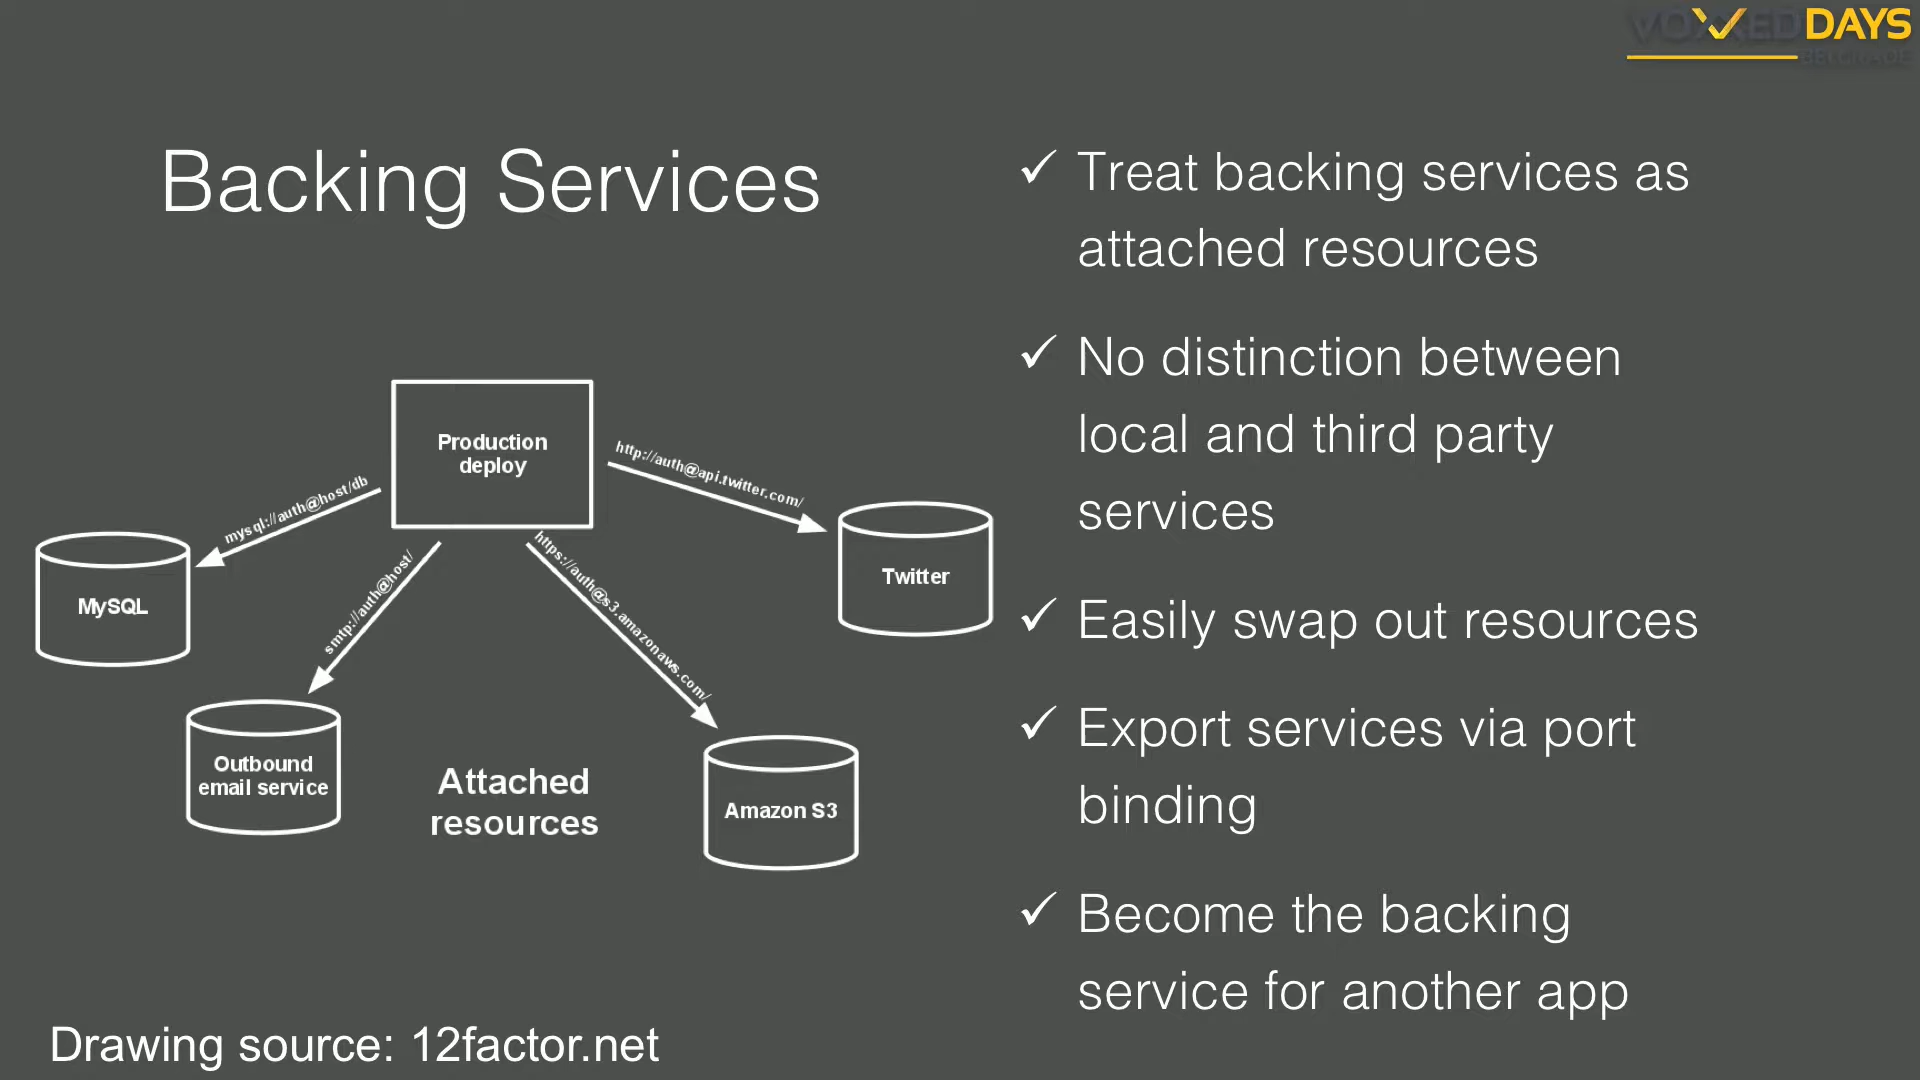 VOXXED DAYS
BELGRADE
Backing Services
Production
deploy
mysql://auth@host/db
smtp://auth@host/
https://auth@s3.amazonaws.com/
http://auth@api.twitter.com/
MySQL
Outbound
email service
Attached
resources
Amazon S3
Twitter
✓ Treat backing services as
attached resources
✓ No distinction between
local and third party
services
✓ Easily swap out resources
✓ Export services via port
binding
✓ Become the backing
service for another app
Drawing source: 12factor.net